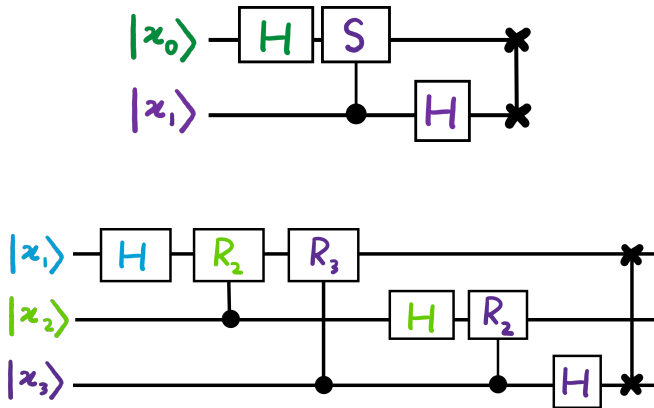 |x₀⟩ H S
|x₁⟩ H
|x₁⟩ H R₂ R₃
|x₂⟩ H R₂
|x₃⟩ H